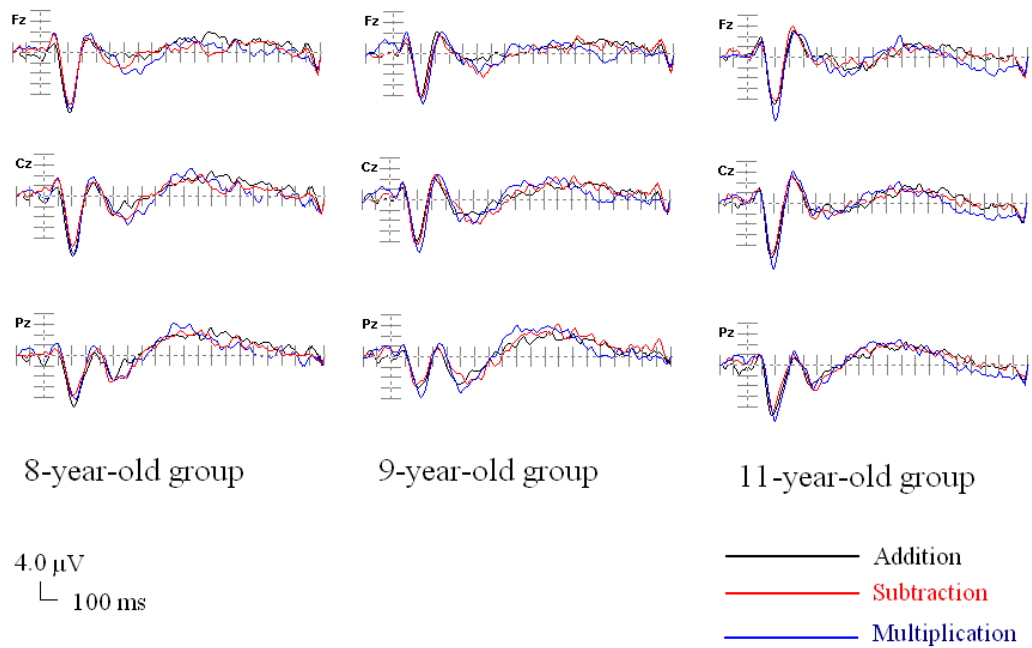 Fz
Fz
Fz
Cz
Cz
Cz
Pz
Pz
Pz
8-year-old group
9-year-old group
11-year-old group
4.0 μV
100 ms
Addition
Subtraction
Multiplication